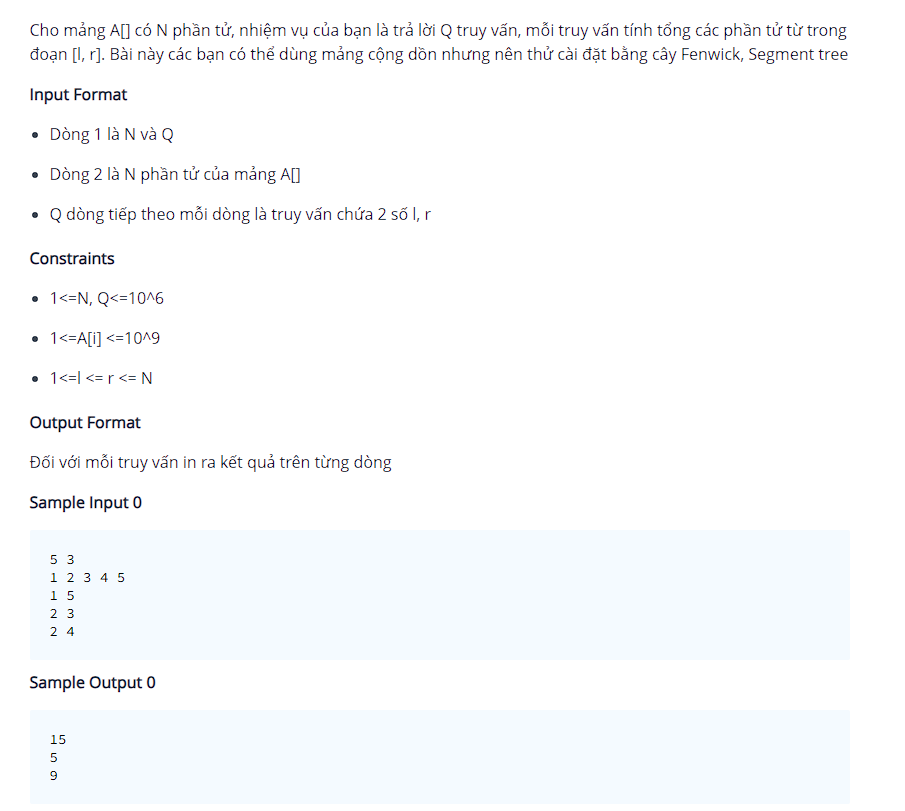 Cho mảng A[] có N phần tử, nhiệm vụ của bạn là trả lời Q truy vấn, mỗi truy vấn tính tổng các phần tử từ trong
đoạn [l, r]. Bài này các bạn có thể dùng mảng cộng dồn nhưng nên thử cài đặt bằng cây Fenwick, Segment tree
Input Format
• Dòng 1 là N và Q
• Dòng 2 là N phần tử của mảng A[]
• Q dòng tiếp theo mỗi dòng là truy vấn chứa 2 số l, r
Constraints
• 1<=N, Q<=10^6
• 1<=A[i] <=10^9
• 1<=l <= r <= N
Output Format
Đối với mỗi truy vấn in ra kết quả trên từng dòng
Sample Input 0
5 3
1 2 3 4 5
1 5
2 3
2 4
Sample Output 0
15
5
9